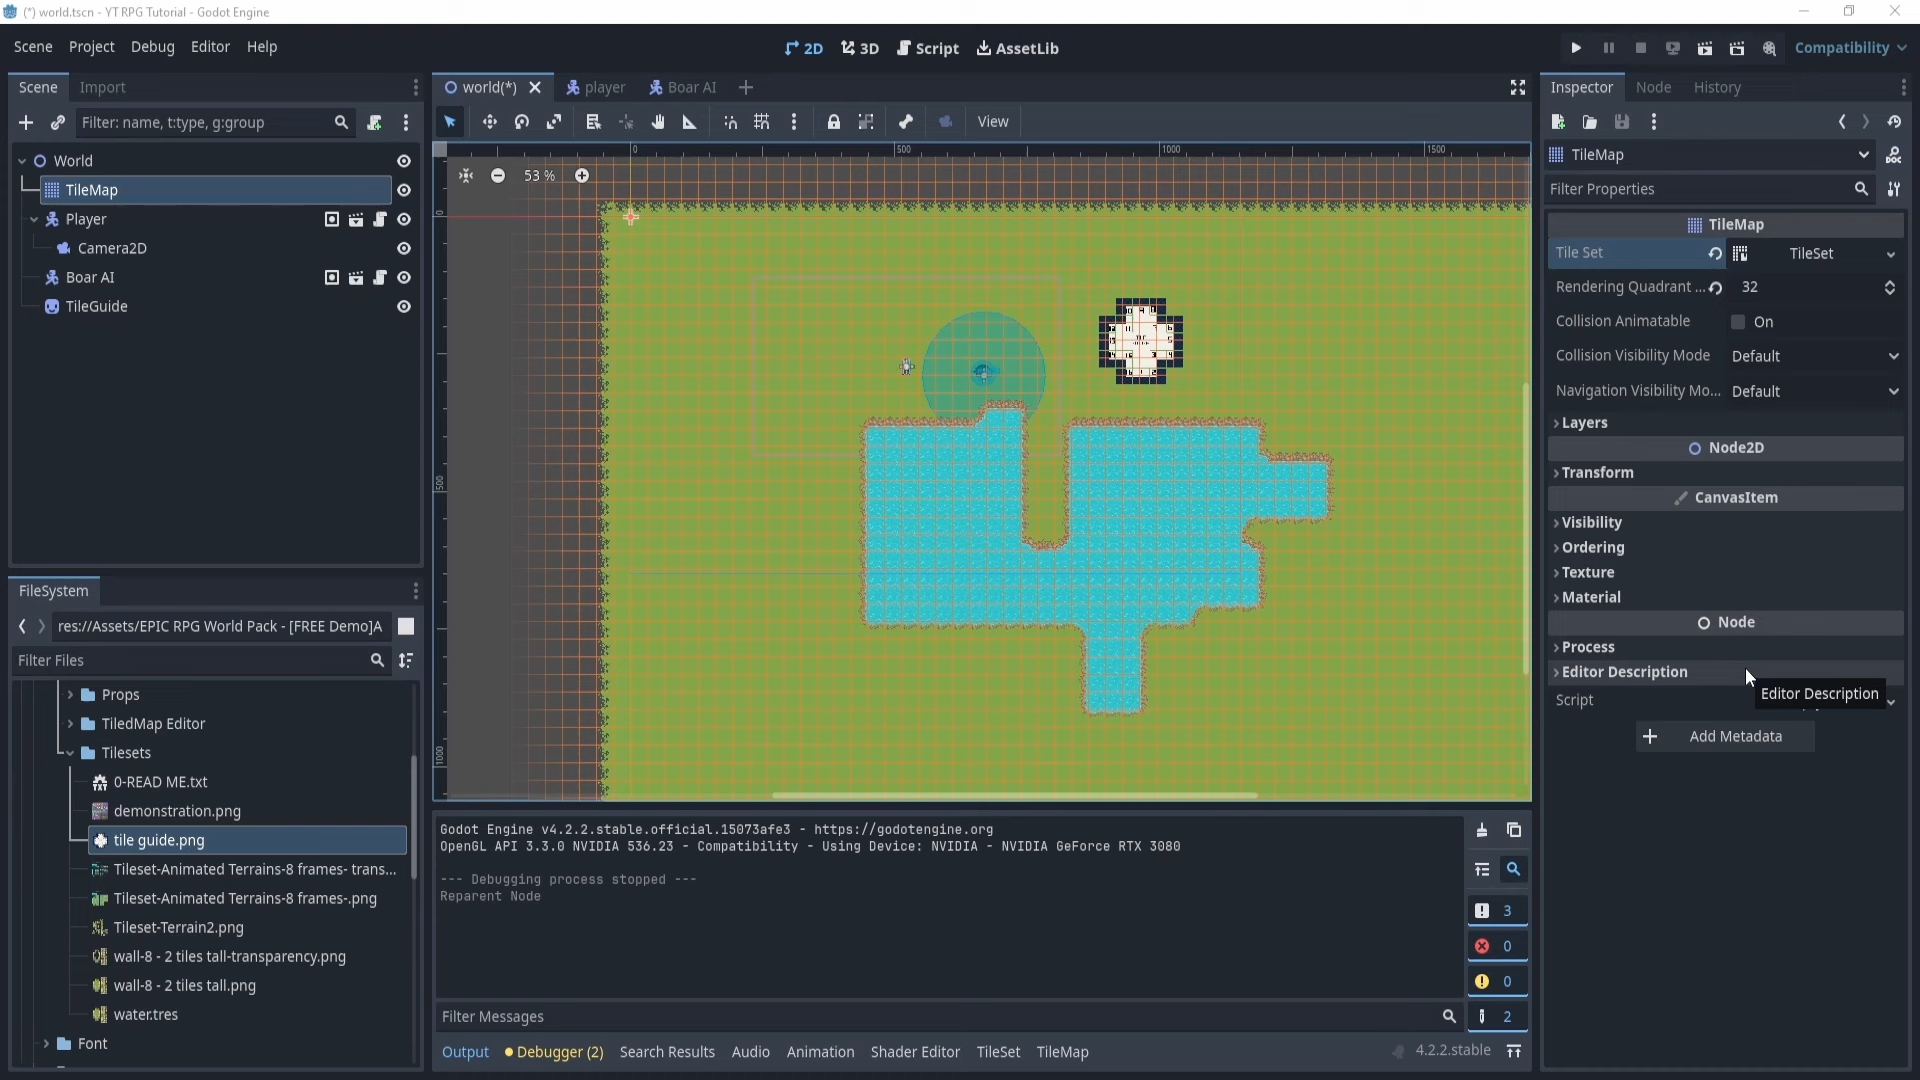 (*) world.tscn - YT RPG Tutorial - Godot Engine
Scene Project Debug Editor Help
2D 3D Script AssetLib
Compatibility
Scene Import
world(*) player Boar AI
Inspector Node History
Filter: name, t:type, g:group
View
World
TileMap
Player
Camera2D
Boar AI
TileGuide
0 500 1000 1500
53 %
0
500
1000
TileMap
Filter Properties
TileMap
Tile Set TileSet
Rendering Quadrant ... 32
Collision Animatable On
Collision Visibility Mode Default
Navigation Visibility Mo... Default
Layers
Node2D
Transform
CanvasItem
Visibility
Ordering
Texture
Material
Node
Process
Editor Description
Editor Description
Script
Add Metadata
FileSystem
res://Assets/EPIC RPG World Pack - [FREE Demo]A
Filter Files
Props
TiledMap Editor
Tilesets
0-READ ME.txt
demonstration.png
tile guide.png
Tileset-Animated Terrains-8 frames- trans...
Tileset-Animated Terrains-8 frames-.png
Tileset-Terrain2.png
wall-8 - 2 tiles tall-transparency.png
wall-8 - 2 tiles tall.png
water.tres
Font
Godot Engine v4.2.2.stable.official.15073afe3 - https://godotengine.org
OpenGL API 3.3.0 NVIDIA 536.23 - Compatibility - Using Device: NVIDIA - NVIDIA GeForce RTX 3080
--- Debugging process stopped ---
Reparent Node
3
0
0
2
Filter Messages
Output Debugger (2) Search Results Audio Animation Shader Editor TileSet TileMap
4.2.2.stable